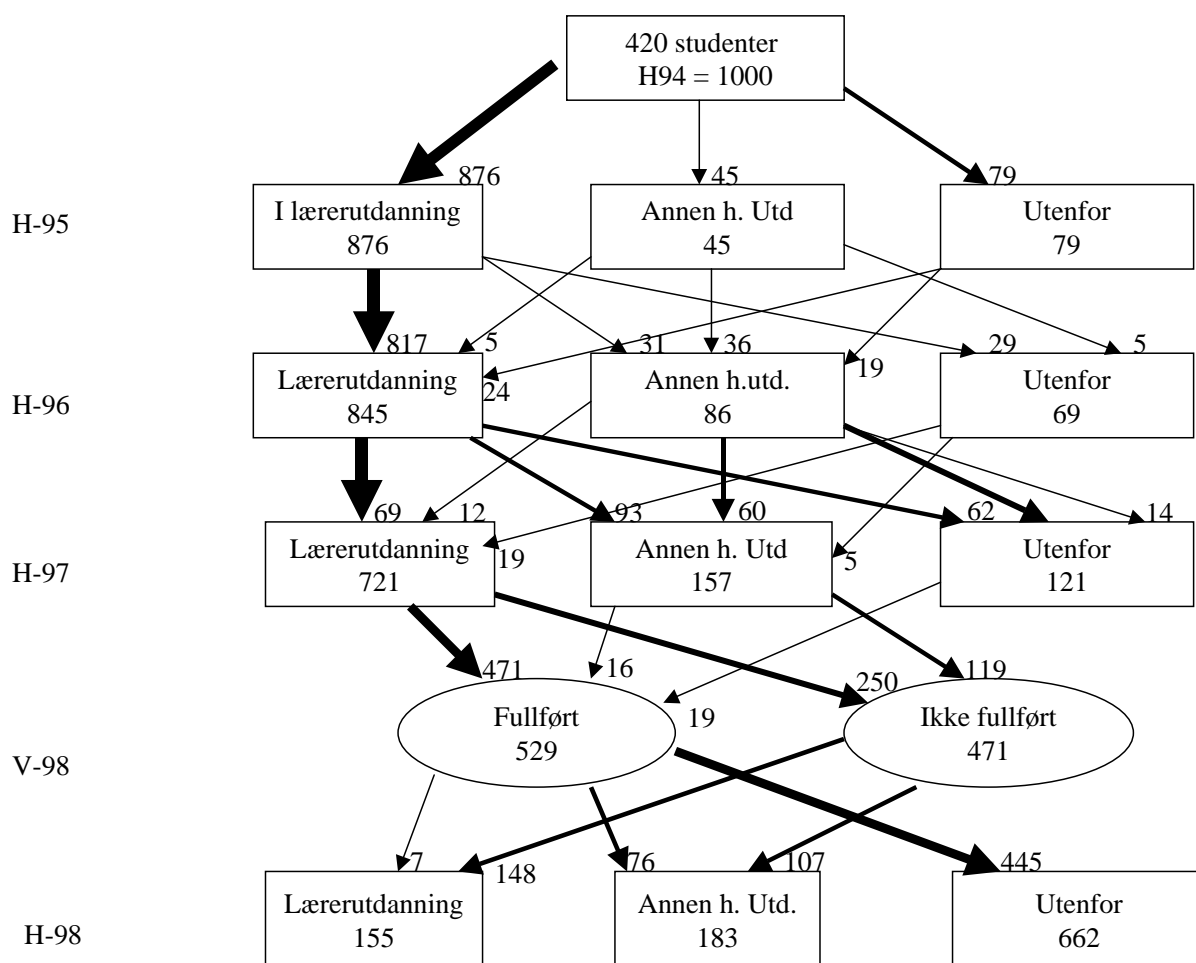 420 studenter
H94 = 1000
876
45
79
H-95
I lærerutdanning
876
Annen h. Utd
45
Utenfor
79
817
5
31
36
19
29
5
H-96
Lærerutdanning
845
24
Annen h.utd.
86
Utenfor
69
69
12
93
60
62
14
H-97
Lærerutdanning
721
19
Annen h. Utd
157
5
Utenfor
121
471
16
19
250
119
V-98
Fullført
529
Ikke fullført
471
7
148
76
107
445
H-98
Lærerutdanning
155
Annen h. Utd.
183
Utenfor
662